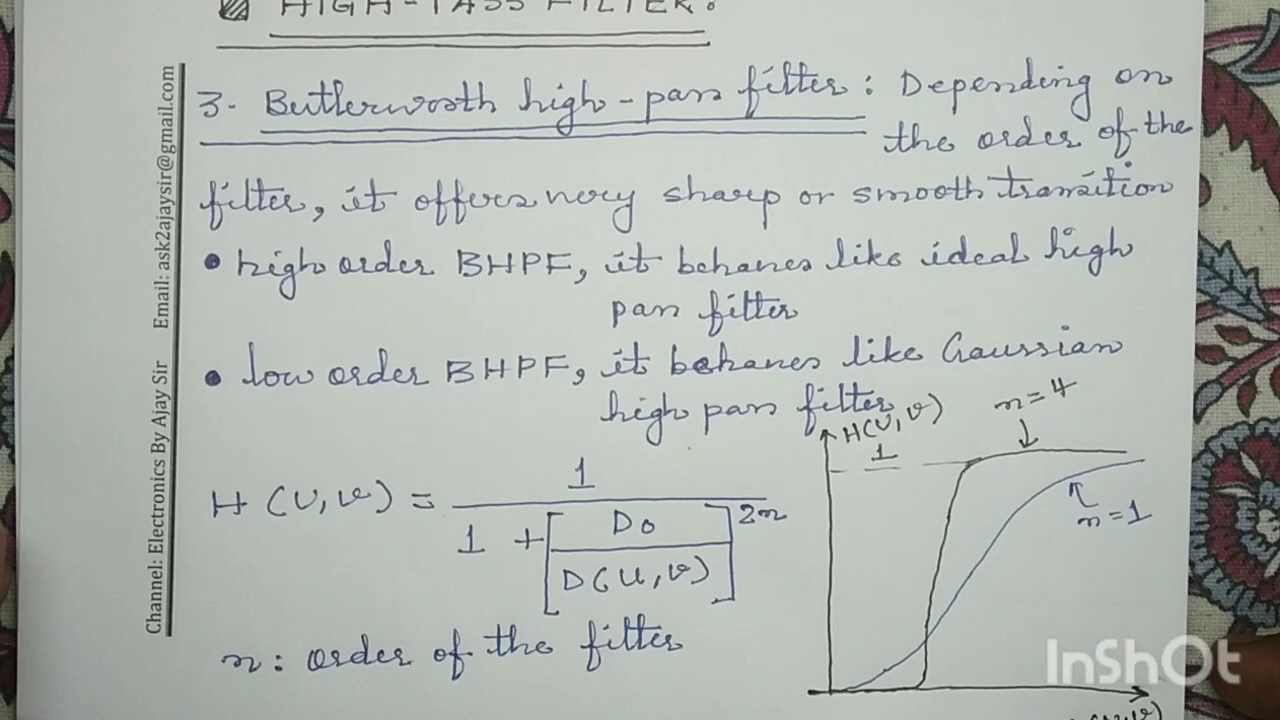 HIGH-PASS FILTER:
3. Butterworth high-pass filter: Depending on
the order of the
filter, it offers very sharp or smooth transition
• high order BHPF, it behaves like ideal high
pass filter
• low order BHPF, it behaves like Gaussian
high pass filter
H(U,v) = 1 / 1 + [D0 / D(U,v)]^2n
n: order of the filter
H(U,v)
1
n=4
n=1
Channel: Electronics By Ajay Sir Email: ask2ajaysir@gmail.com
InShOt